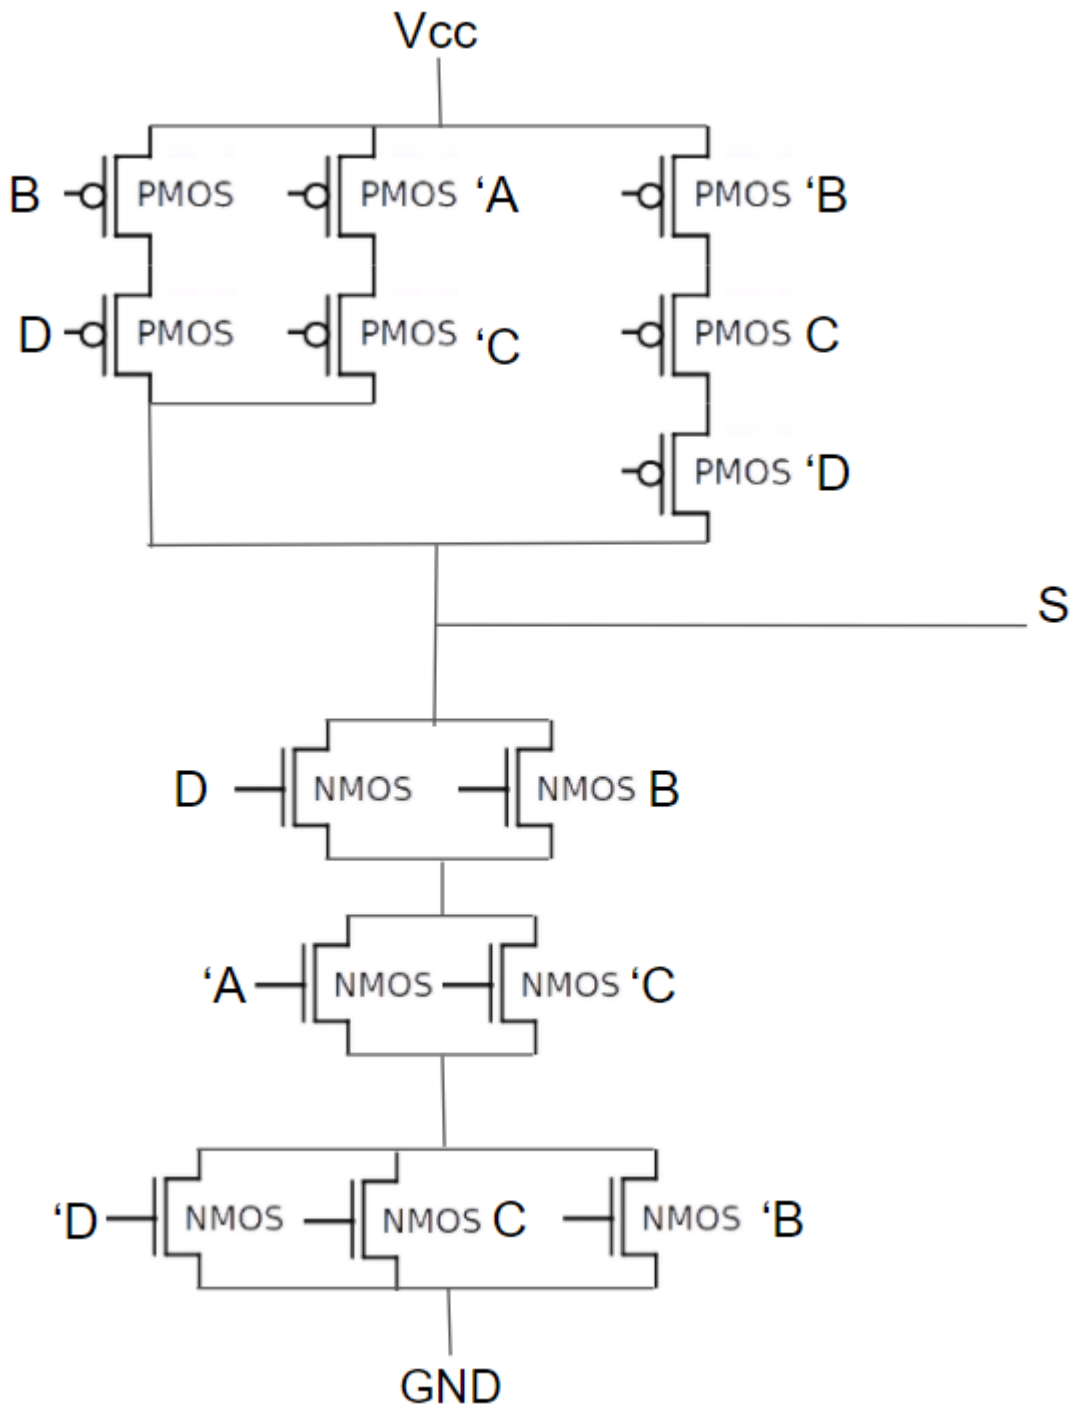 Vcc
B PMOS PMOS ‘A PMOS ‘B
D PMOS PMOS ‘C PMOS C
PMOS ‘D
S
D NMOS NMOS B
‘A NMOS NMOS ‘C
‘D NMOS NMOS C NMOS ‘B
GND